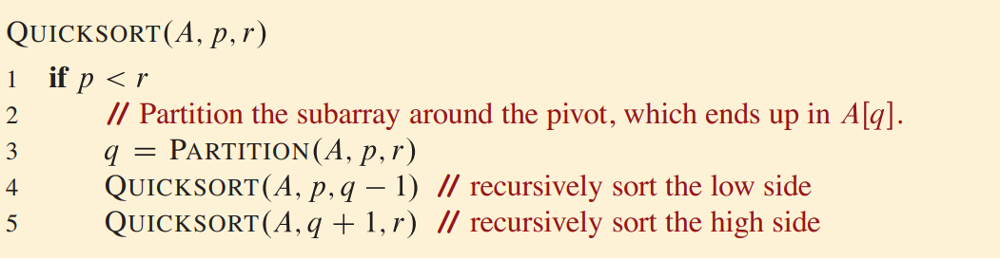 QUICKSORT(A, p, r)
1 if p < r
2 // Partition the subarray around the pivot, which ends up in A[q].
3 q = PARTITION(A, p, r)
4 QUICKSORT(A, p, q − 1) // recursively sort the low side
5 QUICKSORT(A, q + 1, r) // recursively sort the high side